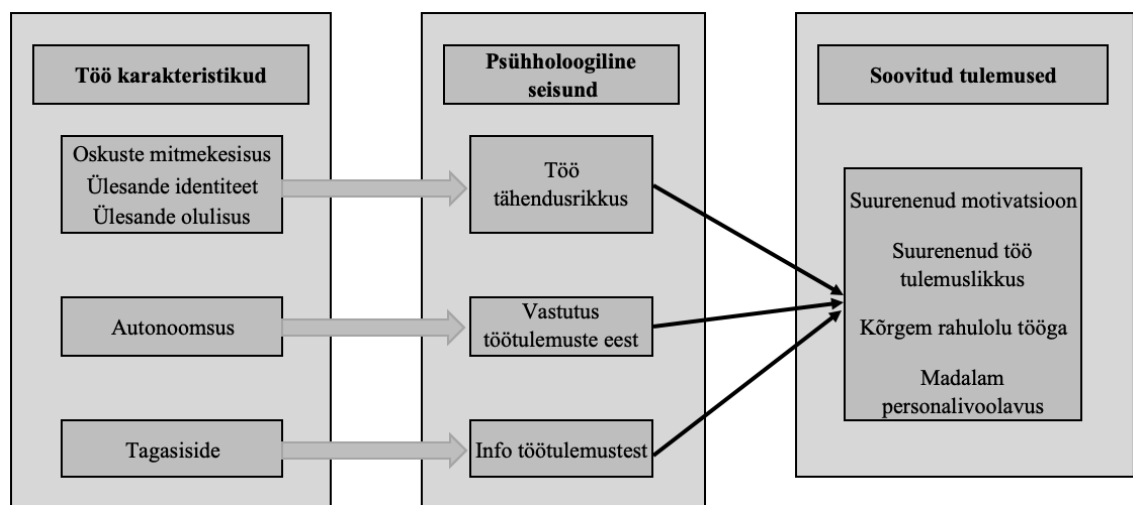 Töö karakteristikud
Oskuste mitmekesisus
Ülesande identiteet
Ülesande olulisus
Autonoomsus
Tagasiside
Psühholoogiline
seisund
Töö
tähendusrikkus
Vastutus
töötulemuste eest
Info töötulemustest
Soovitud tulemused
Suurenenud motivatsioon
Suurenenud töö
tulemuslikkus
Kõrgem rahulolu tööga
Madalam
personalivoolavus